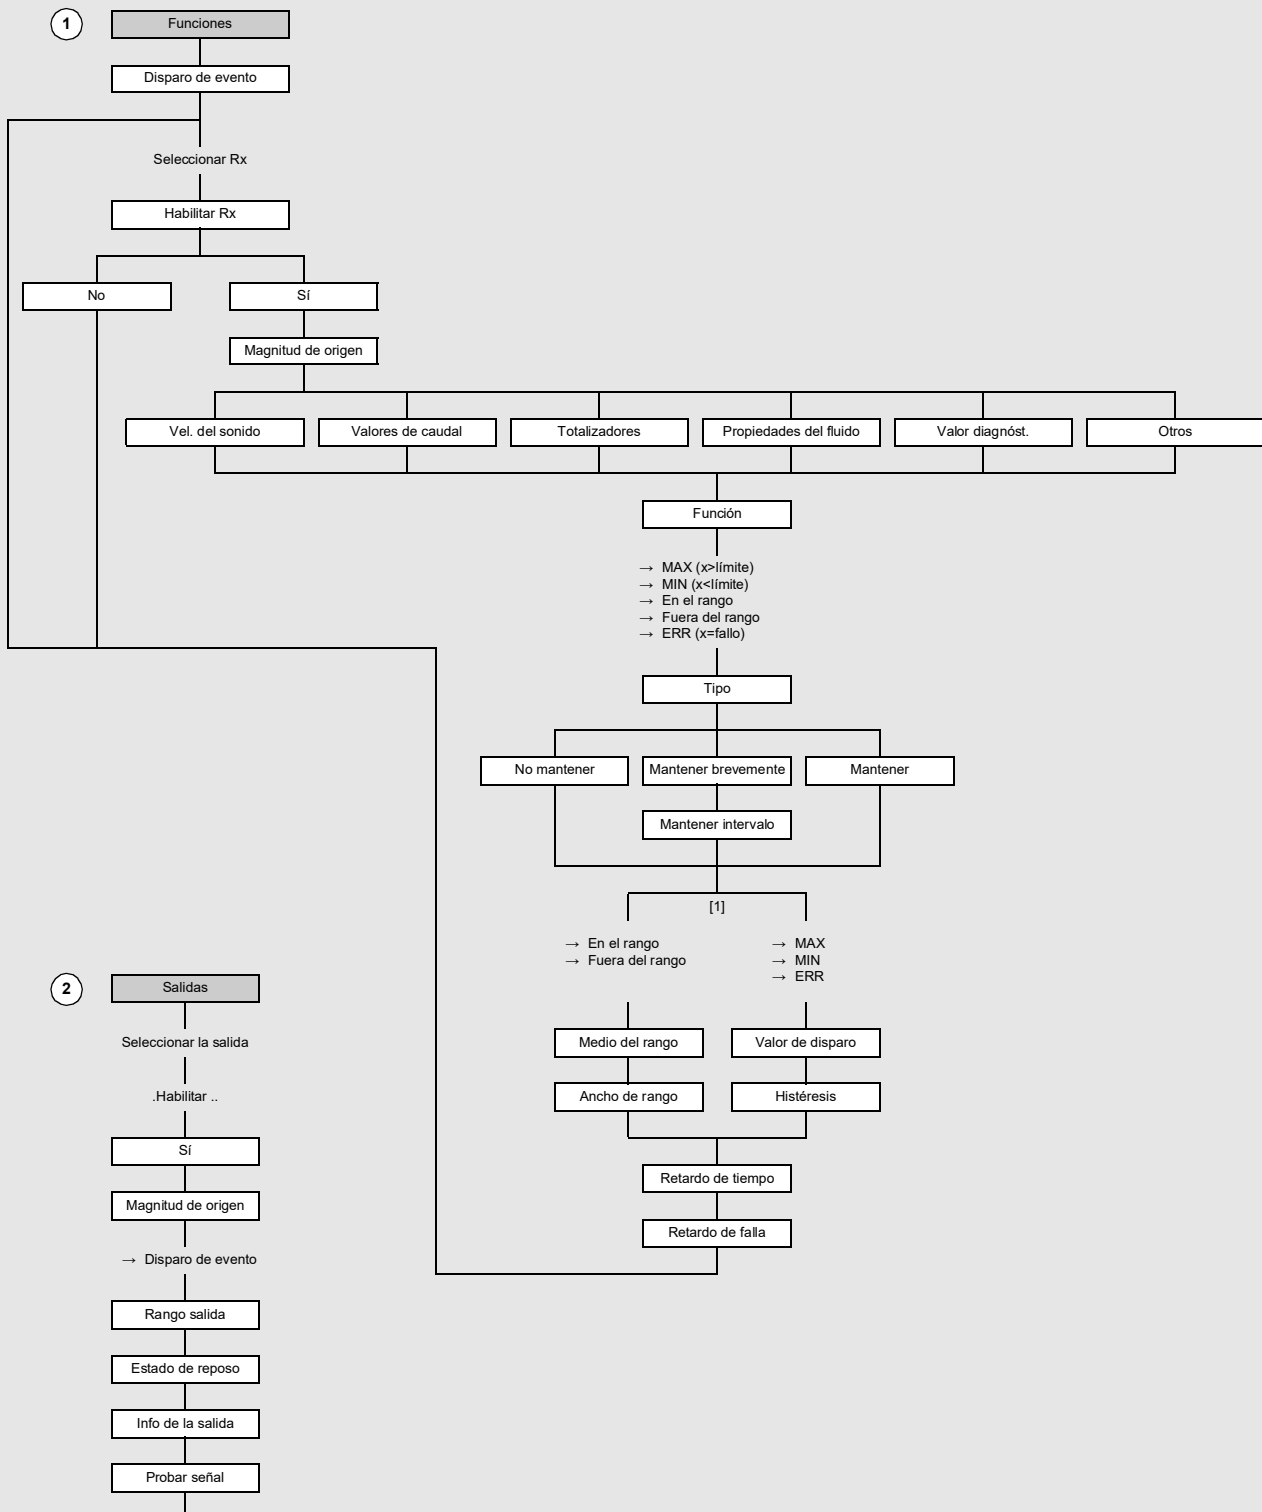 1
Funciones
Disparo de evento
Seleccionar Rx
Habilitar Rx
No
Sí
Magnitud de origen
Vel. del sonido
Valores de caudal
Totalizadores
Propiedades del fluido
Valor diagnóst.
Otros
Función
→ MAX (x>límite)
→ MIN (x<límite)
→ En el rango
→ Fuera del rango
→ ERR (x=fallo)
Tipo
No mantener
Mantener brevemente
Mantener
Mantener intervalo
[1]
→ En el rango
→ Fuera del rango
→ MAX
→ MIN
→ ERR
Medio del rango
Valor de disparo
Ancho de rango
Histéresis
Retardo de tiempo
Retardo de falla
2
Salidas
Seleccionar la salida
.Habilitar ..
Sí
Magnitud de origen
→ Disparo de evento
Rango salida
Estado de reposo
Info de la salida
Probar señal